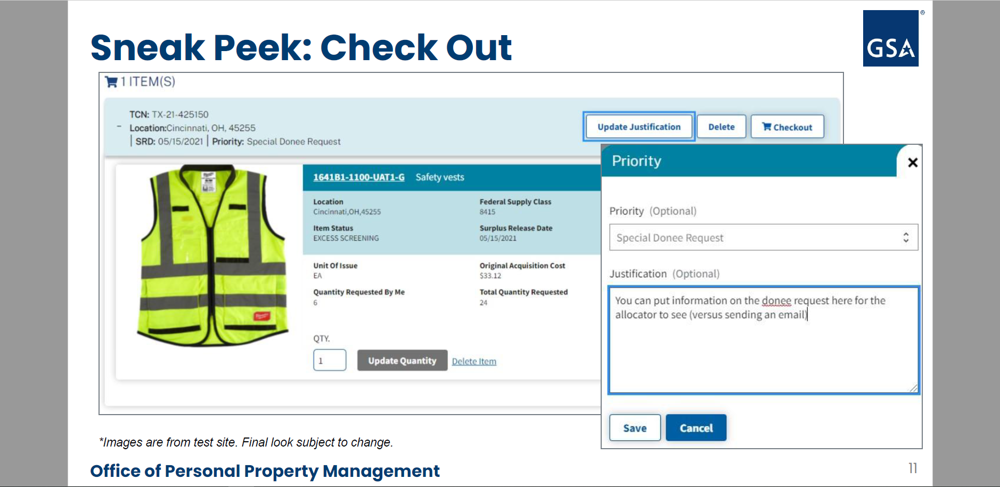 Sneak Peek: Check Out
GSA
®
1 ITEM(S)
TCN: TX-21-425150
– Location:Cincinnati, OH, 45255
| SRD: 05/15/2021 | Priority: Special Donee Request
Update Justification
Delete
Checkout
1641B1-1100-UAT1-G Safety vests
Location
Cincinnati,OH,45255
Federal Supply Class
8415
Item Status
EXCESS SCREENING
Surplus Release Date
05/15/2021
Unit Of Issue
EA
Original Acquisition Cost
$33.12
Quantity Requested By Me
6
Total Quantity Requested
24
QTY.
1
Update Quantity
Delete Item
Priority
Priority (Optional)
Special Donee Request
Justification (Optional)
You can put information on the donee request here for the
allocator to see (versus sending an email)
Save
Cancel
*Images are from test site. Final look subject to change.
Office of Personal Property Management
11